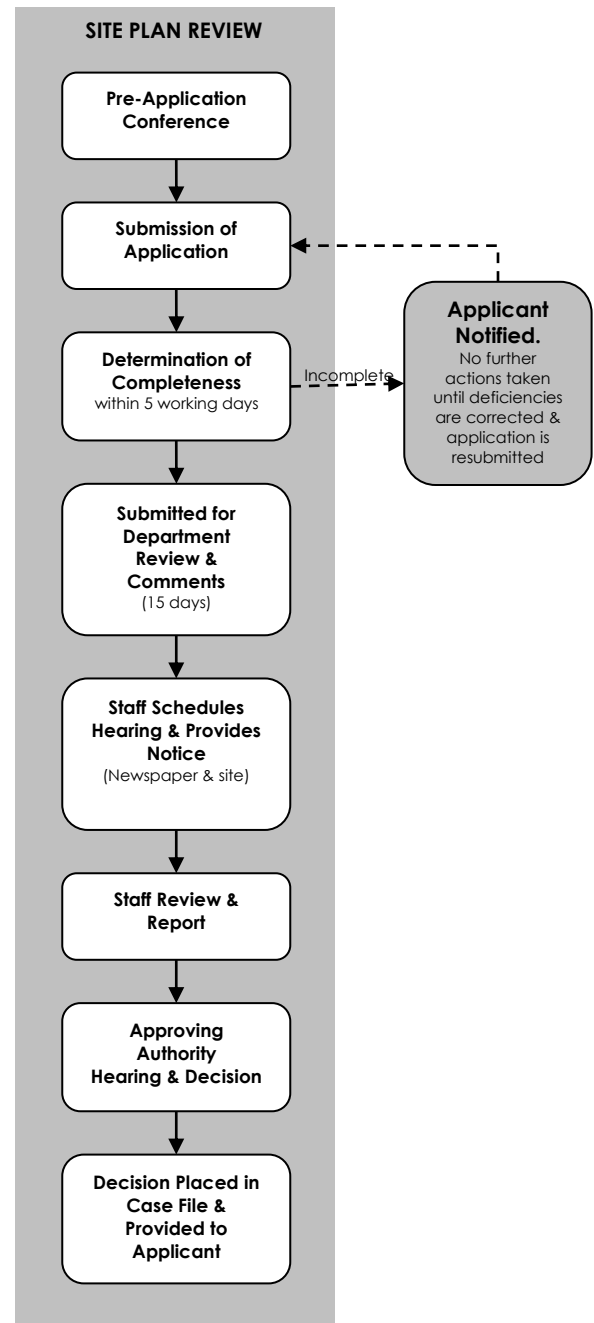 SITE PLAN REVIEW
Pre-Application
Conference
Submission of
Application
Determination of
Completeness
within 5 working days
Incomplete
Applicant
Notified.
No further
actions taken
until deficiencies
are corrected &
application is
resubmitted
Submitted for
Department
Review &
Comments
(15 days)
Staff Schedules
Hearing & Provides
Notice
(Newspaper & site)
Staff Review &
Report
Approving
Authority
Hearing & Decision
Decision Placed in
Case File &
Provided to
Applicant